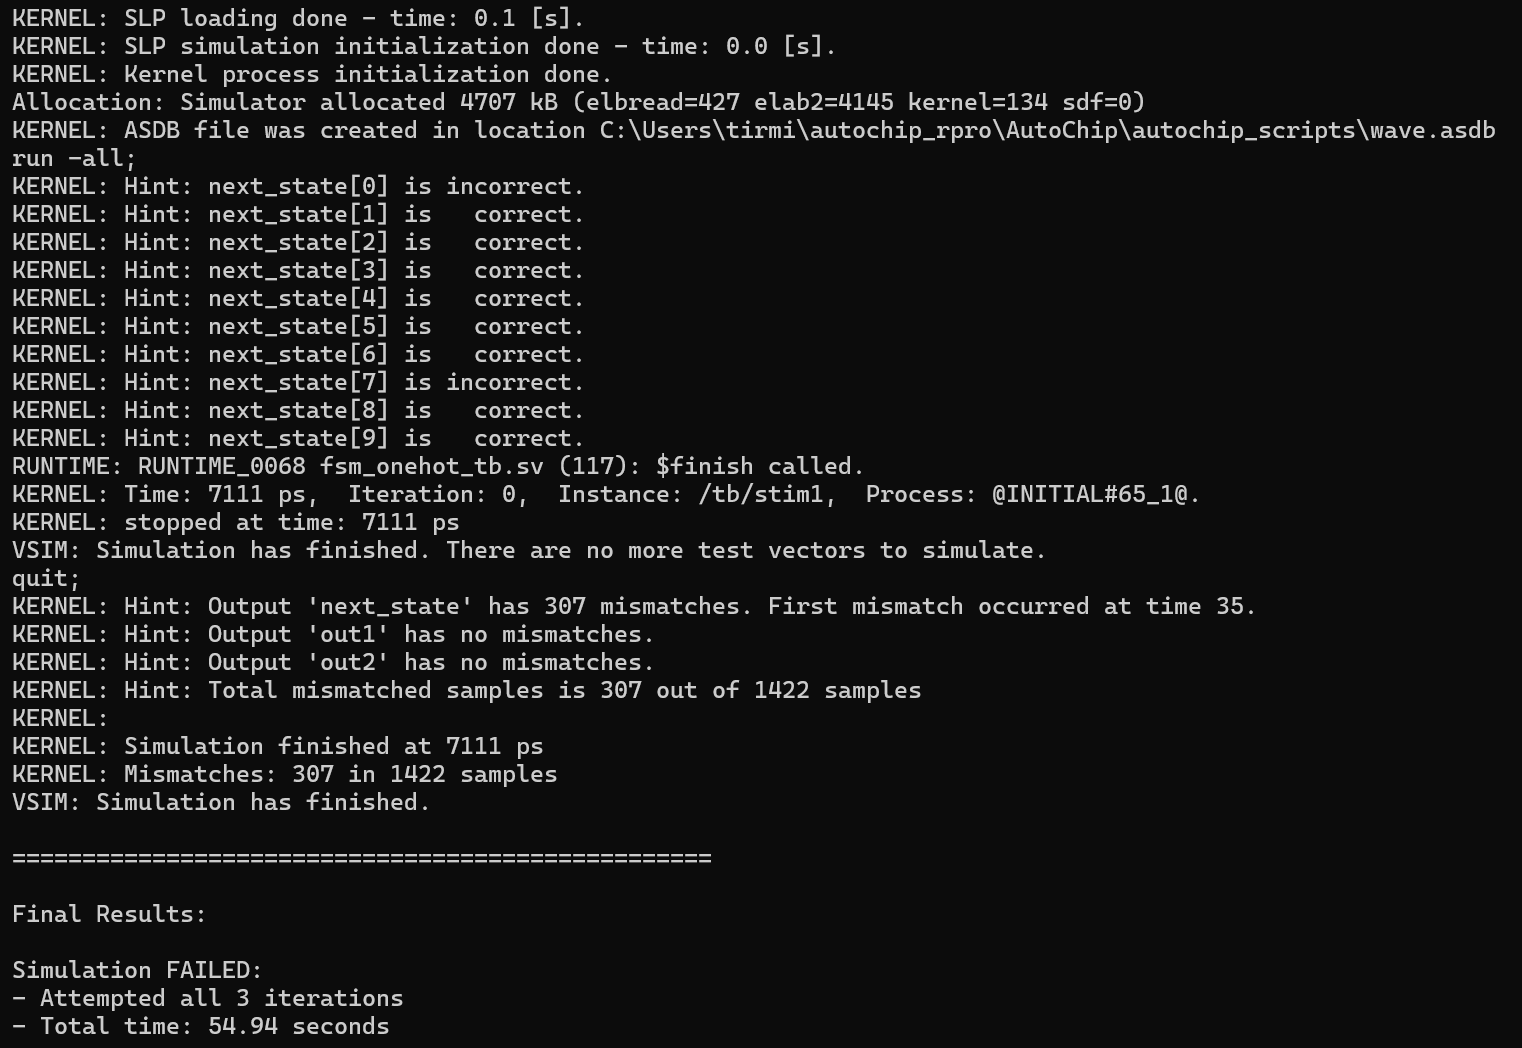 KERNEL: SLP loading done - time: 0.1 [s].
KERNEL: SLP simulation initialization done - time: 0.0 [s].
KERNEL: Kernel process initialization done.
Allocation: Simulator allocated 4707 kB (elbread=427 elab2=4145 kernel=134 sdf=0)
KERNEL: ASDB file was created in location C:\Users\tirmi\autochip_rpro\AutoChip\autochip_scripts\wave.asdb
run -all;
KERNEL: Hint: next_state[0] is incorrect.
KERNEL: Hint: next_state[1] is   correct.
KERNEL: Hint: next_state[2] is   correct.
KERNEL: Hint: next_state[3] is   correct.
KERNEL: Hint: next_state[4] is   correct.
KERNEL: Hint: next_state[5] is   correct.
KERNEL: Hint: next_state[6] is   correct.
KERNEL: Hint: next_state[7] is incorrect.
KERNEL: Hint: next_state[8] is   correct.
KERNEL: Hint: next_state[9] is   correct.
RUNTIME: RUNTIME_0068 fsm_onehot_tb.sv (117): $finish called.
KERNEL: Time: 7111 ps,  Iteration: 0,  Instance: /tb/stim1,  Process: @INITIAL#65_1@.
KERNEL: stopped at time: 7111 ps
VSIM: Simulation has finished. There are no more test vectors to simulate.
quit;
KERNEL: Hint: Output 'next_state' has 307 mismatches. First mismatch occurred at time 35.
KERNEL: Hint: Output 'out1' has no mismatches.
KERNEL: Hint: Output 'out2' has no mismatches.
KERNEL: Hint: Total mismatched samples is 307 out of 1422 samples
KERNEL:
KERNEL: Simulation finished at 7111 ps
KERNEL: Mismatches: 307 in 1422 samples
VSIM: Simulation has finished.
==================================================
Final Results:
Simulation FAILED:
- Attempted all 3 iterations
- Total time: 54.94 seconds